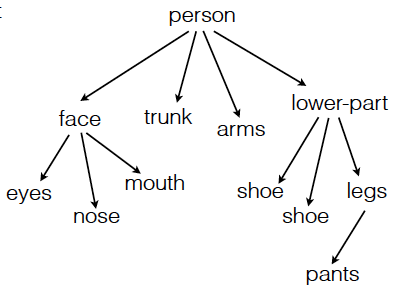 person
face
trunk
arms
lower-part
eyes
nose
mouth
shoe
shoe
legs
pants